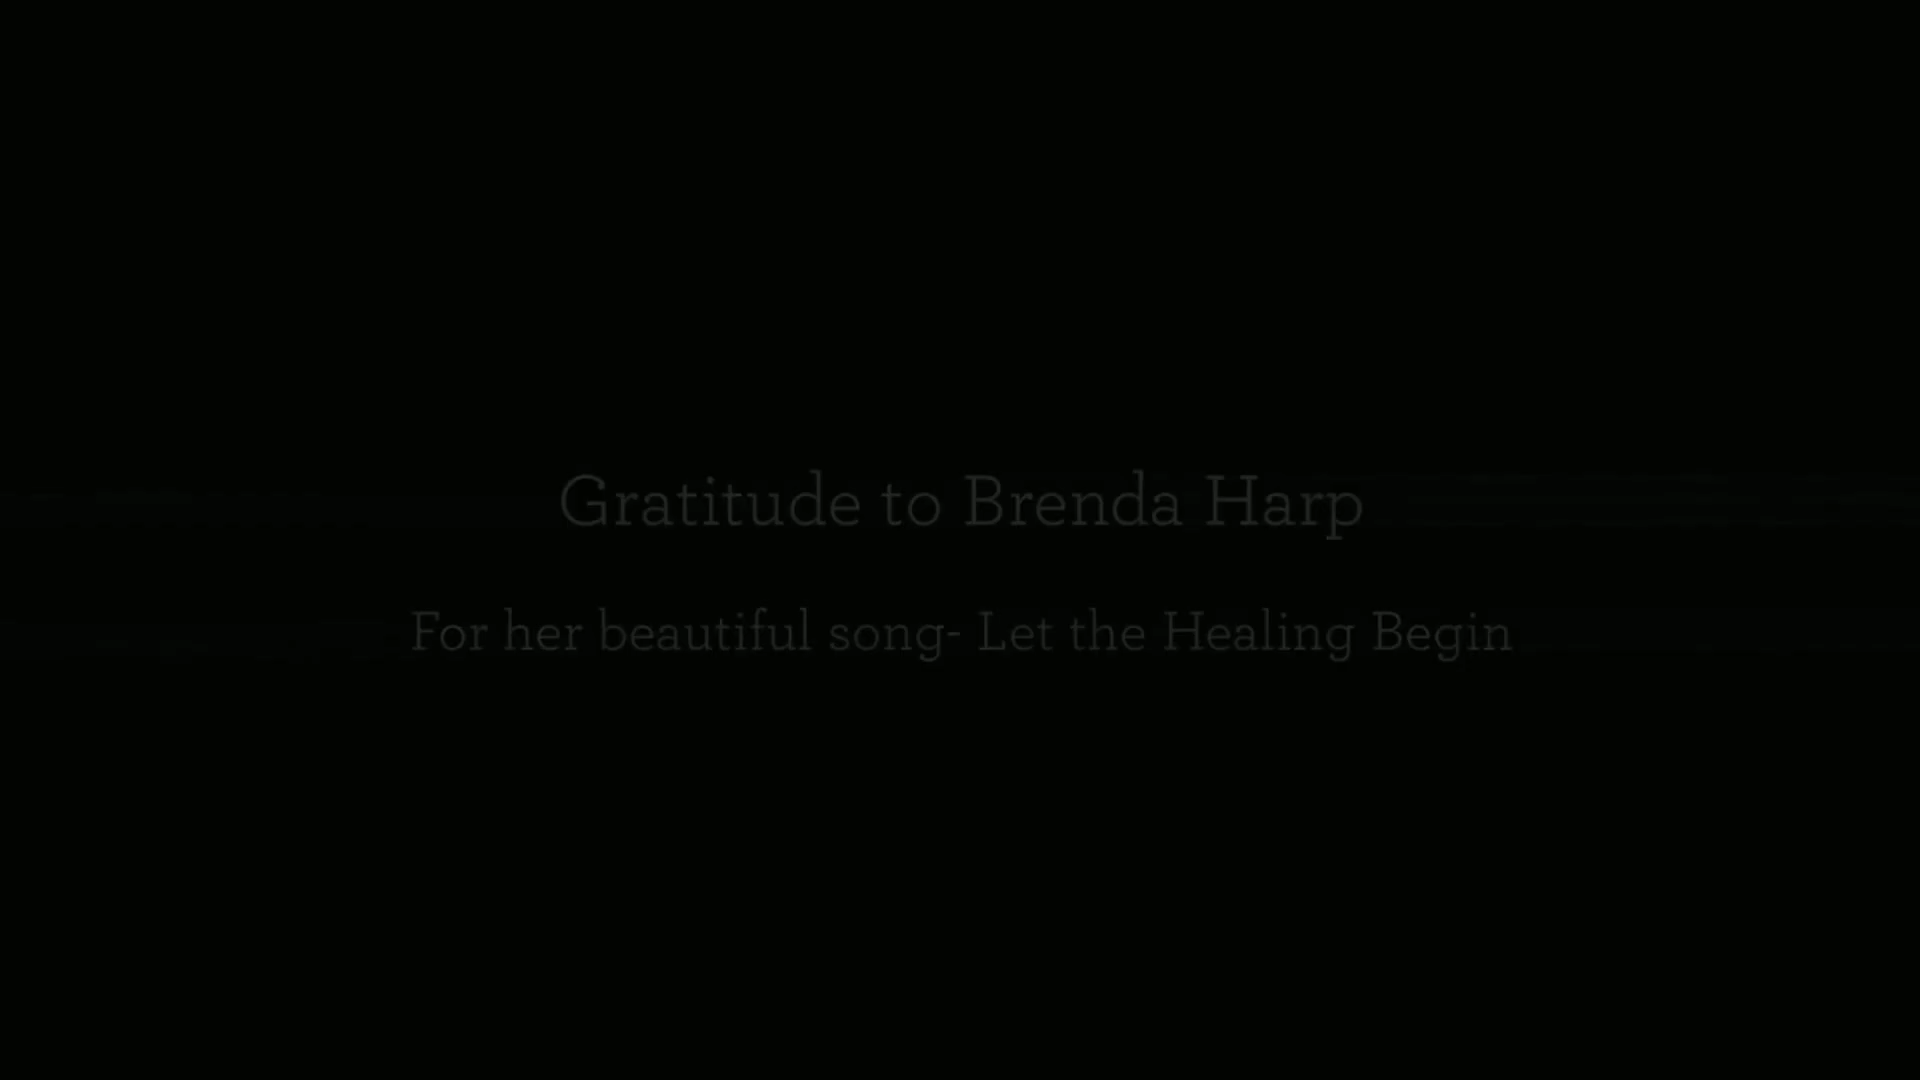 Gratitude to Brenda Harp
For her beautiful song- Let the Healing Begin